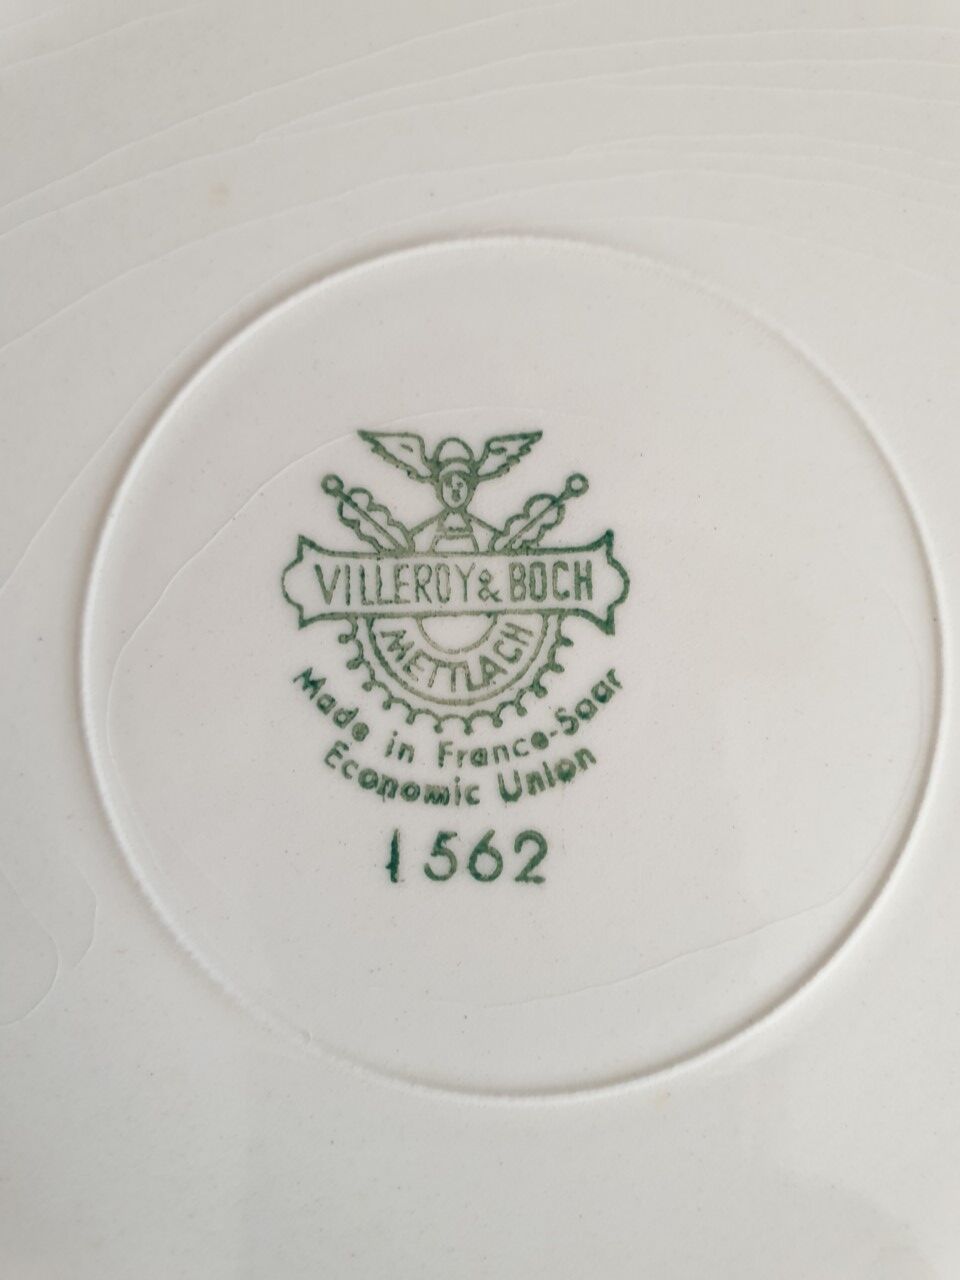 VILLEROY & BOCH
METTLACH
Made in France-Saar
Economic Union
1562